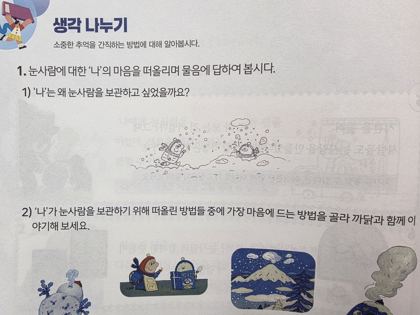 생각 나누기
소중한 추억을 간직하는 방법에 대해 알아봅시다.
1. 눈사람에 대한 '나'의 마음을 떠올리며 물음에 답하여 봅시다.
1) '나'는 왜 눈사람을 보관하고 싶었을까요?
2) '나'가 눈사람을 보관하기 위해 떠올린 방법들 중에 가장 마음에 드는 방법을 골라 까닭과 함께 이
야기해 보세요.